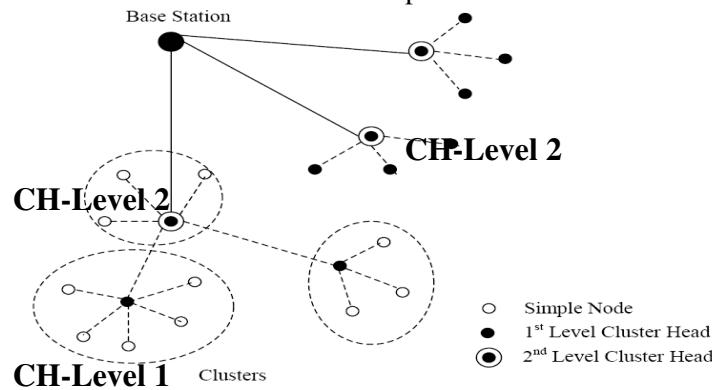 Base Station
CH-Level 2
CH-Level 2
Simple Node
1st Level Cluster Head
2nd Level Cluster Head
CH-Level 1
Clusters